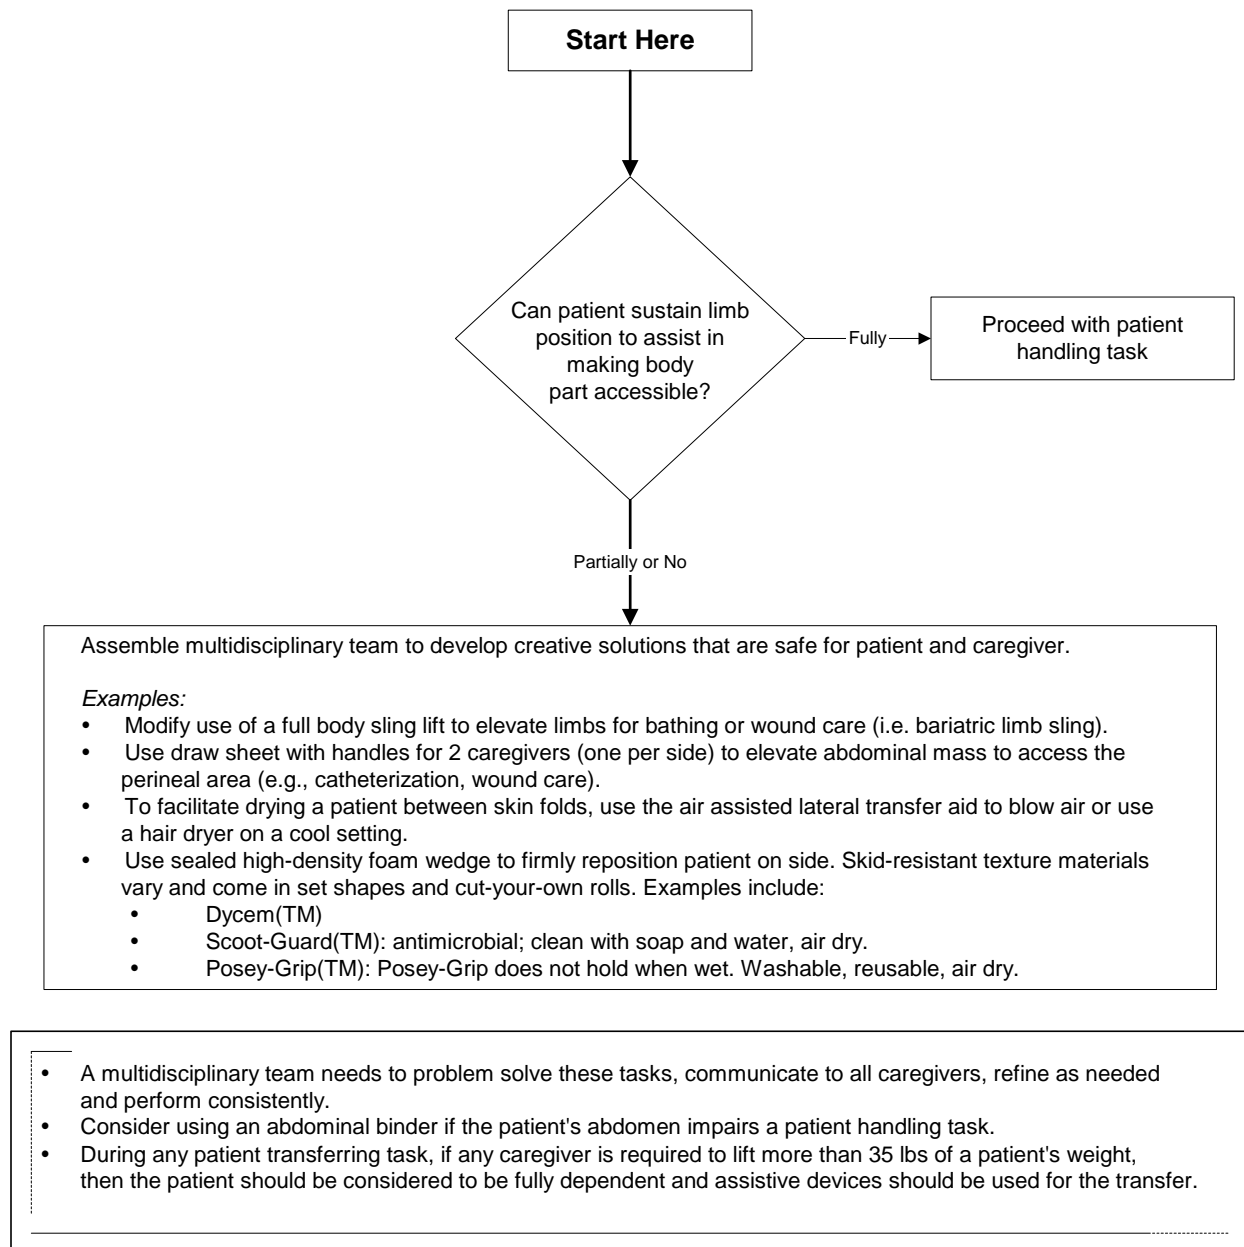 Start Here
Can patient sustain limb
position to assist in
making body
part accessible?
Fully
Proceed with patient
handling task
Partially or No
Assemble multidisciplinary team to develop creative solutions that are safe for patient and caregiver.
Examples:
• Modify use of a full body sling lift to elevate limbs for bathing or wound care (i.e. bariatric limb sling).
• Use draw sheet with handles for 2 caregivers (one per side) to elevate abdominal mass to access the
perineal area (e.g., catheterization, wound care).
• To facilitate drying a patient between skin folds, use the air assisted lateral transfer aid to blow air or use
a hair dryer on a cool setting.
• Use sealed high-density foam wedge to firmly reposition patient on side. Skid-resistant texture materials
vary and come in set shapes and cut-your-own rolls. Examples include:
• Dycem(TM)
• Scoot-Guard(TM): antimicrobial; clean with soap and water, air dry.
• Posey-Grip(TM): Posey-Grip does not hold when wet. Washable, reusable, air dry.
• A multidisciplinary team needs to problem solve these tasks, communicate to all caregivers, refine as needed
and perform consistently.
• Consider using an abdominal binder if the patient's abdomen impairs a patient handling task.
• During any patient transferring task, if any caregiver is required to lift more than 35 lbs of a patient's weight,
then the patient should be considered to be fully dependent and assistive devices should be used for the transfer.